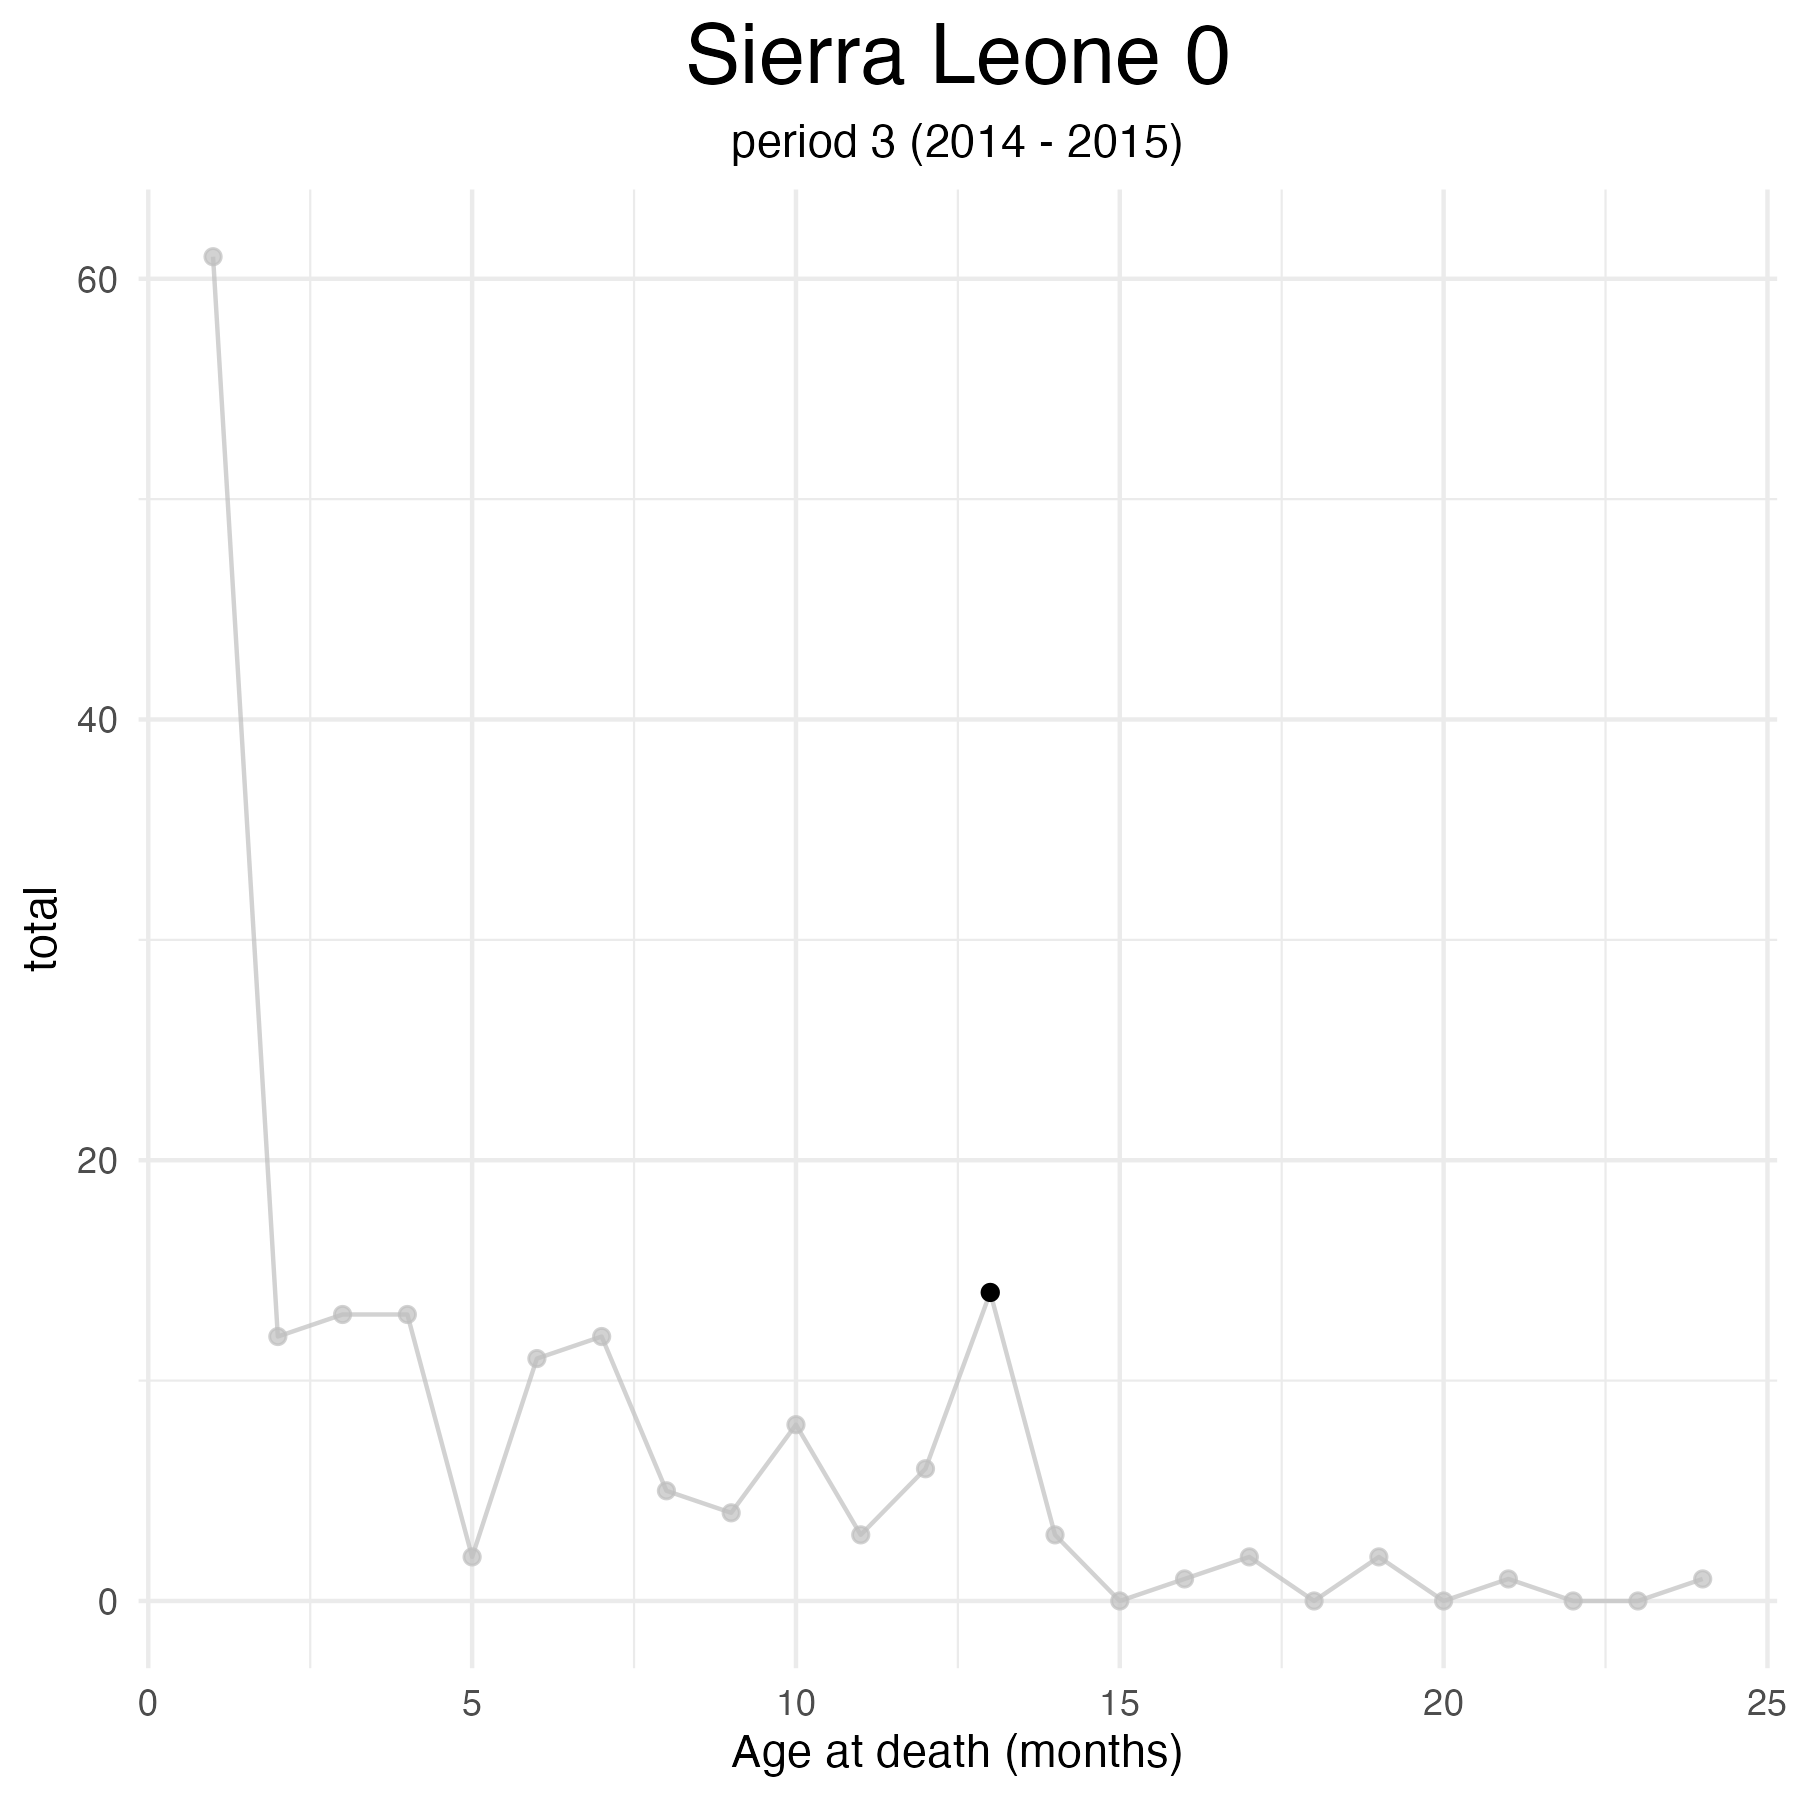 Sierra Leone 0
period 3 (2014 - 2015)
60
40
20
0
total
0 5 10 15 20 25
Age at death (months)